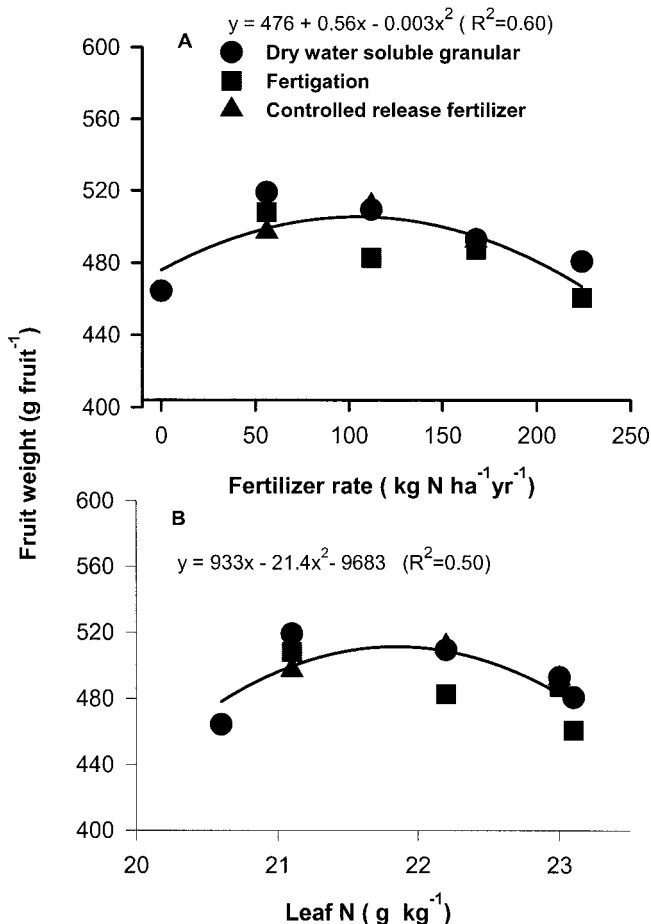 y = 476 + 0.56x - 0.003x² ( R²=0.60)
A
Dry water soluble granular
Fertigation
Controlled release fertilizer
600
560
520
480
440
400
0 50 100 150 200 250
Fertilizer rate ( kg N ha⁻¹yr⁻¹)
Fruit weight (g fruit⁻¹)
B
y = 933x - 21.4x² - 9683 (R²=0.50)
600
560
520
480
440
400
20 21 22 23
Leaf N ( g kg⁻¹)